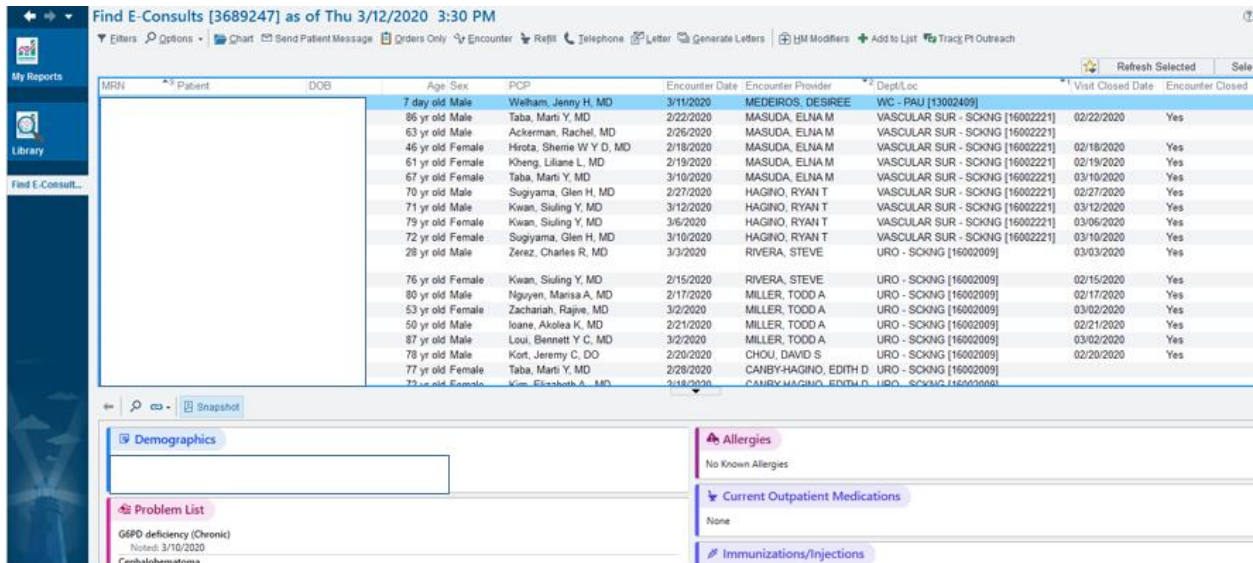 Find E-Consults [3689247] as of Thu 3/12/2020 3:30 PM
Filters Options Chart Send Patient Message Orders Only Encounter Refill Telephone Letter Generate Letters HM Modifiers Add to List Track Pt Outreach
My Reports
Refresh Selected Sele
MRN Patient DOB Age Sex PCP Encounter Date Encounter Provider Dept/Loc Visit Closed Date Encounter Closed
7 day old Male Welham, Jenny H, MD 3/11/2020 MEDEIROS, DESIREE WC - PAU [13002409]
86 yr old Male Taba, Marti Y, MD 2/22/2020 MASUDA, ELNA M VASCULAR SUR - SCKNG [16002221] 02/22/2020 Yes
63 yr old Male Ackerman, Rachel, MD 2/26/2020 MASUDA, ELNA M VASCULAR SUR - SCKNG [16002221]
46 yr old Female Hirota, Sherrie W Y D, MD 2/18/2020 MASUDA, ELNA M VASCULAR SUR - SCKNG [16002221] 02/18/2020 Yes
Library
61 yr old Female Kheng, Liliane L, MD 2/19/2020 MASUDA, ELNA M VASCULAR SUR - SCKNG [16002221] 02/19/2020 Yes
67 yr old Female Taba, Marti Y, MD 3/10/2020 MASUDA, ELNA M VASCULAR SUR - SCKNG [16002221] 03/10/2020 Yes
Find E-Consult...
70 yr old Male Sugiyama, Glen H, MD 2/27/2020 HAGINO, RYAN T VASCULAR SUR - SCKNG [16002221] 02/27/2020 Yes
71 yr old Male Kwan, Siuling Y, MD 3/12/2020 HAGINO, RYAN T VASCULAR SUR - SCKNG [16002221] 03/12/2020 Yes
79 yr old Female Kwan, Siuling Y, MD 3/6/2020 HAGINO, RYAN T VASCULAR SUR - SCKNG [16002221] 03/06/2020 Yes
72 yr old Female Sugiyama, Glen H, MD 3/10/2020 HAGINO, RYAN T VASCULAR SUR - SCKNG [16002221] 03/10/2020 Yes
28 yr old Male Zerez, Charles R, MD 3/3/2020 RIVERA, STEVE URO - SCKNG [16002009] 03/03/2020 Yes
76 yr old Female Kwan, Siuling Y, MD 2/15/2020 RIVERA, STEVE URO - SCKNG [16002009] 02/15/2020 Yes
80 yr old Male Nguyen, Marisa A, MD 2/17/2020 MILLER, TODD A URO - SCKNG [16002009] 02/17/2020 Yes
53 yr old Female Zachariah, Rajive, MD 3/2/2020 MILLER, TODD A URO - SCKNG [16002009] 03/02/2020 Yes
50 yr old Male Ioane, Akolea K, MD 2/21/2020 MILLER, TODD A URO - SCKNG [16002009] 02/21/2020 Yes
87 yr old Male Loui, Bennett Y C, MD 3/2/2020 MILLER, TODD A URO - SCKNG [16002009] 03/02/2020 Yes
78 yr old Male Kort, Jeremy C, DO 2/20/2020 CHOU, DAVID S URO - SCKNG [16002009] 02/20/2020 Yes
77 yr old Female Taba, Marti Y, MD 2/28/2020 CANBY-HAGINO, EDITH D URO - SCKNG [16002009]
72 yr old Female Kim, Elizabeth A, MD 2/18/2020 CANBY-HAGINO, EDITH D URO - SCKNG [16002009]
Snapshot
Demographics
Allergies
No Known Allergies
Problem List
Current Outpatient Medications
None
G6PD deficiency (Chronic)
Noted: 3/10/2020
Cephalohematoma
Immunizations/Injections